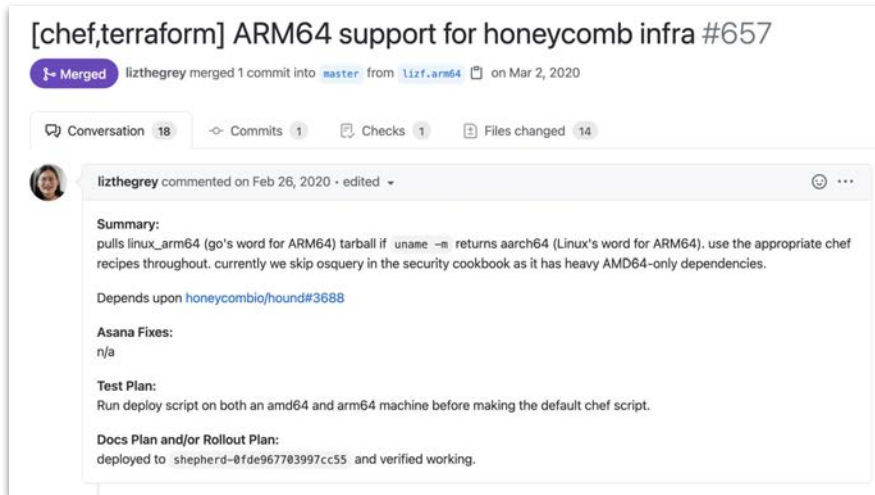 [chef,terraform] ARM64 support for honeycomb infra #657
Merged lizthegrey merged 1 commit into master from lizf.arm64 on Mar 2, 2020
Conversation 18 Commits 1 Checks 1 Files changed 14
lizthegrey commented on Feb 26, 2020 • edited
Summary:
pulls linux_arm64 (go's word for ARM64) tarball if uname -m returns aarch64 (Linux's word for ARM64). use the appropriate chef
recipes throughout. currently we skip osquery in the security cookbook as it has heavy AMD64-only dependencies.
Depends upon honeycombio/hound#3688
Asana Fixes:
n/a
Test Plan:
Run deploy script on both an amd64 and arm64 machine before making the default chef script.
Docs Plan and/or Rollout Plan:
deployed to shepherd-0fde967703997cc55 and verified working.